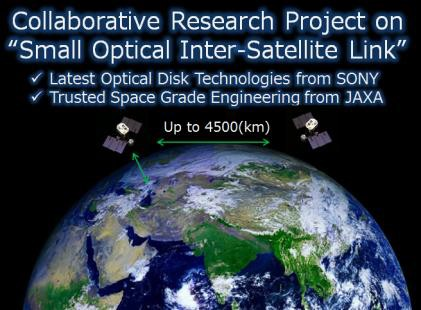 Collaborative Research Project on
“Small Optical Inter-Satellite Link”
✓ Latest Optical Disk Technologies from SONY
✓ Trusted Space Grade Engineering from JAXA
Up to 4500(km)